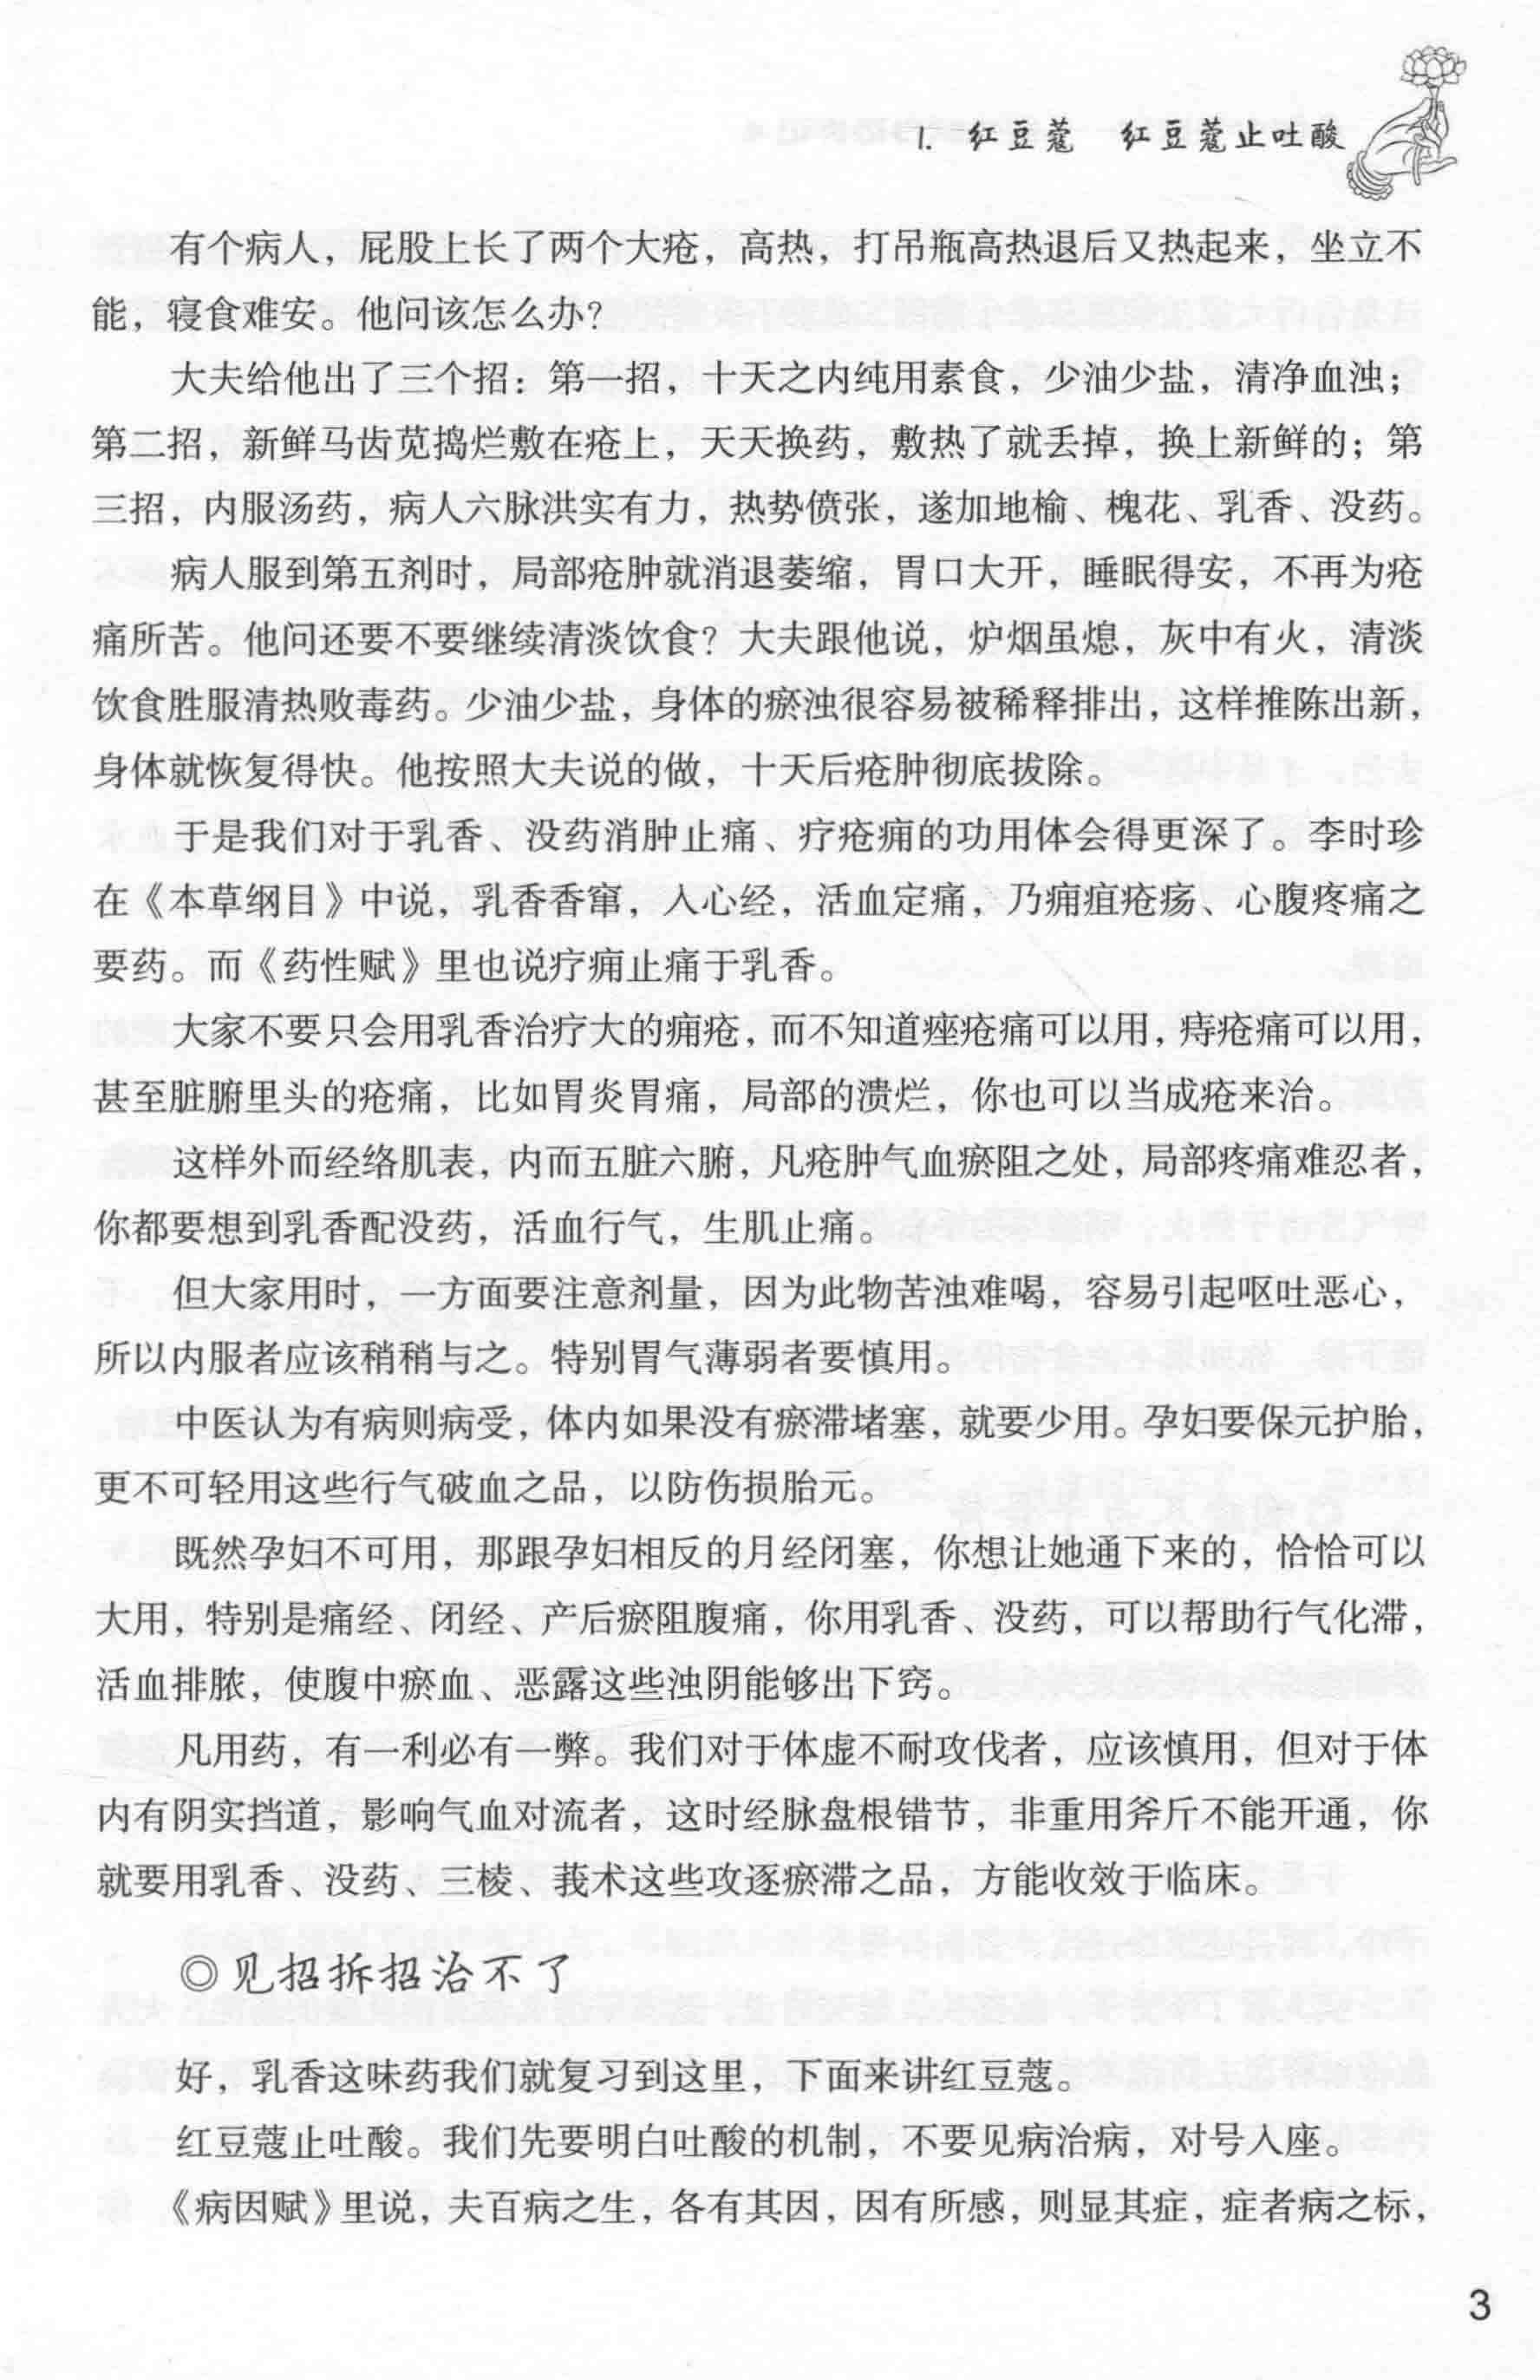 1. 红豆蔻　红豆蔻止吐酸
有个病人，屁股上长了两个大疮，高热，打吊瓶高热退后又热起来，坐立不
能，寝食难安。他问该怎么办？
大夫给他出了三个招：第一招，十天之内纯用素食，少油少盐，清净血浊；
第二招，新鲜马齿苋捣烂敷在疮上，天天换药，敷热了就丢掉，换上新鲜的；第
三招，内服汤药，病人六脉洪实有力，热势偾张，遂加地榆、槐花、乳香、没药。
病人服到第五剂时，局部疮肿就消退萎缩，胃口大开，睡眠得安，不再为疮
痛所苦。他问还要不要继续清淡饮食？大夫跟他说，炉烟虽熄，灰中有火，清淡
饮食胜服清热败毒药。少油少盐，身体的瘀浊很容易被稀释排出，这样推陈出新，
身体就恢复得快。他按照大夫说的做，十天后疮肿彻底拔除。
于是我们对于乳香、没药消肿止痛、疗疮痈的功用体会得更深了。李时珍
在《本草纲目》中说，乳香香窜，入心经，活血定痛，乃痈疽疮疡、心腹疼痛之
要药。而《药性赋》里也说疗痈止痛于乳香。
大家不要只会用乳香治疗大的痈疮，而不知道痤疮痛可以用，痔疮痛可以用，
甚至脏腑里头的疮痛，比如胃炎胃痛，局部的溃烂，你也可以当成疮来治。
这样外而经络肌表，内而五脏六腑，凡疮肿气血瘀阻之处，局部疼痛难忍者，
你都要想到乳香配没药，活血行气，生肌止痛。
但大家用时，一方面要注意剂量，因为此物苦浊难喝，容易引起呕吐恶心，
所以内服者应该稍稍与之。特别胃气薄弱者要慎用。
中医认为有病则病受，体内如果没有瘀滞堵塞，就要少用。孕妇要保元护胎，
更不可轻用这些行气破血之品，以防伤损胎元。
既然孕妇不可用，那跟孕妇相反的月经闭塞，你想让她通下来的，恰恰可以
大用，特别是痛经、闭经、产后瘀阻腹痛，你用乳香、没药，可以帮助行气化滞，
活血排脓，使腹中瘀血、恶露这些浊阴能够出下窍。
凡用药，有一利必有一弊。我们对于体虚不耐攻伐者，应该慎用，但对于体
内有阴实挡道，影响气血对流者，这时经脉盘根错节，非重用斧斤不能开通，你
就要用乳香、没药、三棱、莪术这些攻逐瘀滞之品，方能收效于临床。
◎见招拆招治不了
好，乳香这味药我们就复习到这里，下面来讲红豆蔻。
红豆蔻止吐酸。我们先要明白吐酸的机制，不要见病治病，对号入座。
《病因赋》里说，夫百病之生，各有其因，因有所感，则显其症，症者病之标，
3